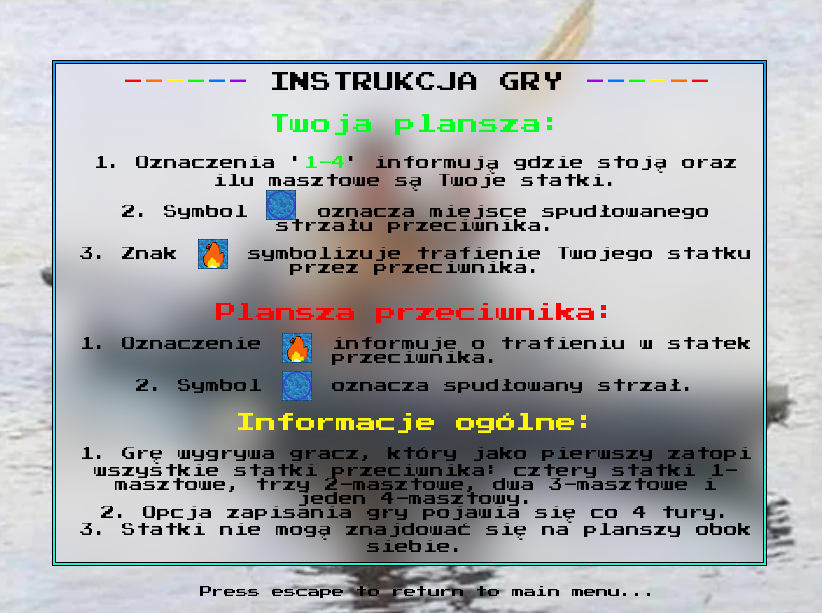 ------ INSTRUKCJA GRY ------
Twoja plansza:
1. Oznaczenia '1-4' informują gdzie stoją oraz
ilu masztowe są Twoje statki.
2. Symbol oznacza miejsce spudłowanego
strzału przeciwnika.
3. Znak symbolizuje trafienie Twojego statku
przez przeciwnika.
Plansza przeciwnika:
1. Oznaczenie informuje o trafieniu w statek
przeciwnika.
2. Symbol oznacza spudłowany strzał.
Informacje ogólne:
1. Grę wygrywa gracz, który jako pierwszy zatopi
wszystkie statki przeciwnika: cztery statki 1-
masztowe, trzy 2-masztowe, dwa 3-masztowe i
jeden 4-masztowy.
2. Opcja zapisania gry pojawia się co 4 tury.
3. Statki nie mogą znajdować się na planszy obok
siebie.
Press escape to return to main menu...